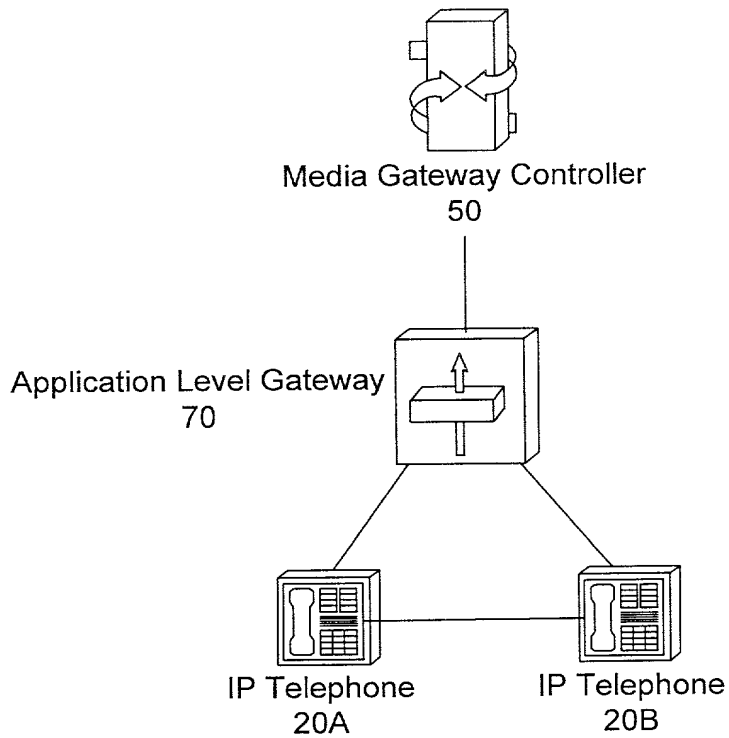 Media Gateway Controller
50
Application Level Gateway
70
IP Telephone
20A
IP Telephone
20B